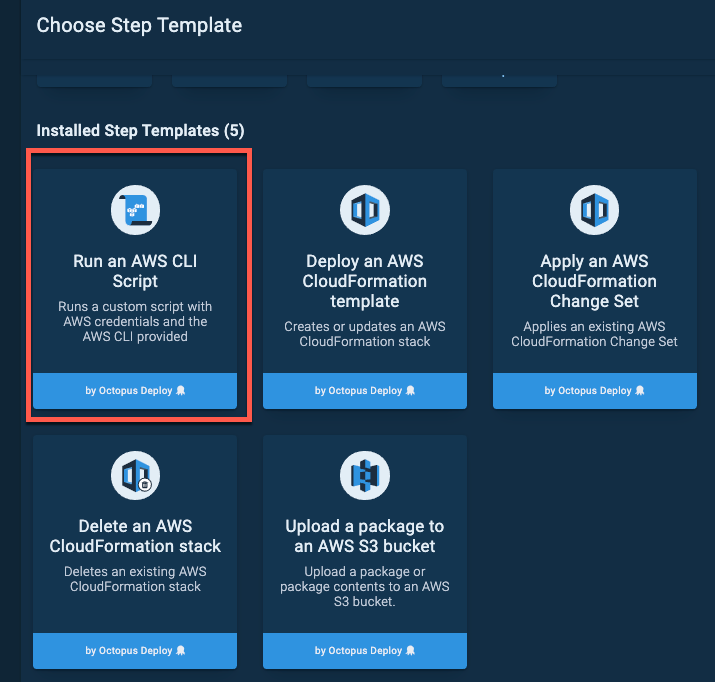 Choose Step Template
Installed Step Templates (5)
Run an AWS CLI
Script
Runs a custom script with
AWS credentials and the
AWS CLI provided
by Octopus Deploy
Deploy an AWS
CloudFormation
template
Creates or updates an AWS
CloudFormation stack
by Octopus Deploy
Apply an AWS
CloudFormation
Change Set
Applies an existing AWS
CloudFormation Change Set
by Octopus Deploy
Delete an AWS
CloudFormation stack
Deletes an existing AWS
CloudFormation stack
by Octopus Deploy
Upload a package to
an AWS S3 bucket
Upload a package or
package contents to an AWS
S3 bucket.
by Octopus Deploy